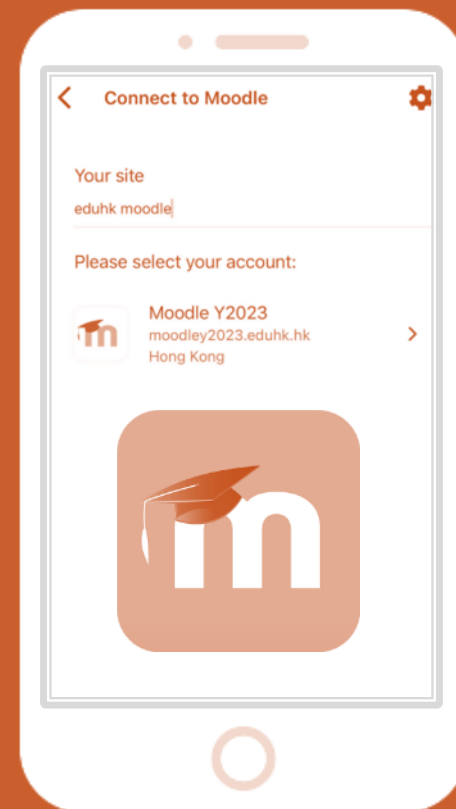 Connect to Moodle
Your site
eduhk moodle
Please select your account:
m
Moodle Y2023
moodley2023.eduhk.hk
Hong Kong
m